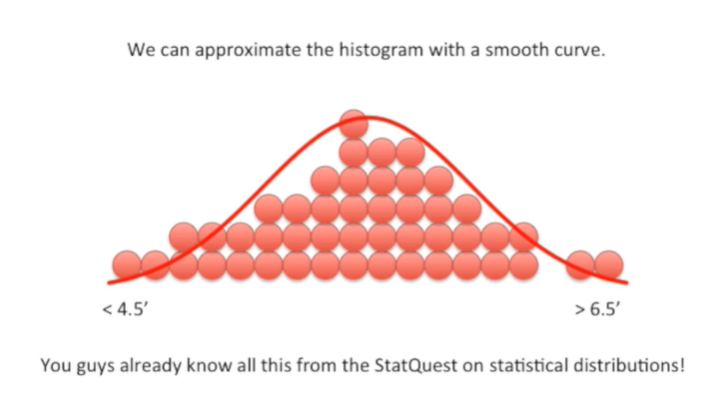 We can approximate the histogram with a smooth curve.
< 4.5′
> 6.5′
You guys already know all this from the StatQuest on statistical distributions!